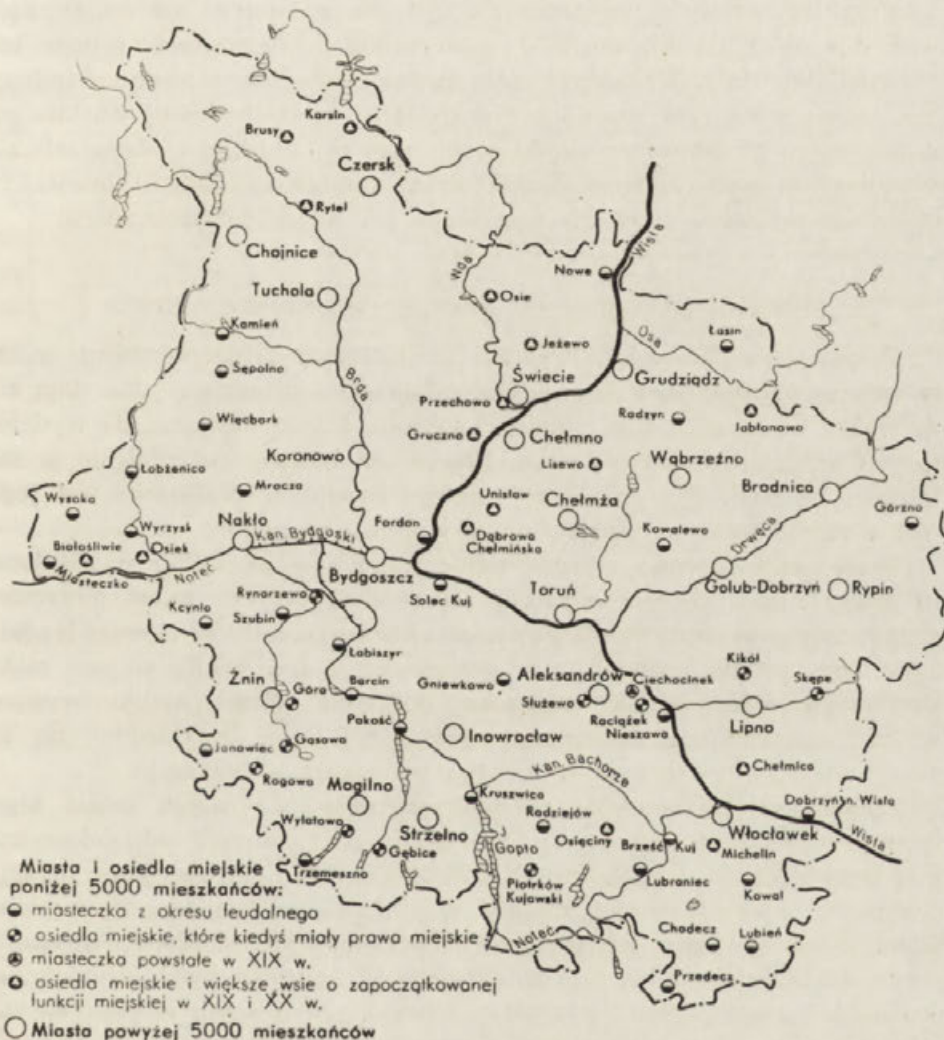 Karsin
Brusy
Czersk
Rytel
Chojnice
Wda
Wisła
Nowe
Tuchola
Osie
Kamień
Osa
Łasin
Jeżewo
Sępolno
Brda
Świecie
Grudziądz
Przechowo
Radzyn
Jabłonowo
Więcbork
Gruczno
Chełmno
Koronowo
Lisewo
Wąbrzeźno
Łobżenica
Mrocza
Unisław
Chełmża
Brodnica
Wysoka
Górzno
Wyrzysk
Nakło
Kan. Bydgoski
Fordon
Dąbrowa
Chełmińska
Kowalewo
Drwęca
Białośliwie
Osiek
Miasteczko
Noteć
Bydgoszcz
Golub-Dobrzyń
Rypin
Rynarzewo
Solec Kuj.
Toruń
Kcynia
Szubin
Łabiszyn
Kikół
Żnin
Góra
Barcin
Gniewkowo
Aleksandrów
Ciechocinek
Skępe
Służewo
Raciążek
Nieszawa
Lipno
Pakość
Inowrocław
Janowiec
Gąsawa
Rogowo
Kan. Bachorze
Chełmica
Mogilno
Kruszwica
Radziejów
Dobrzyń n. Wisłą
Wylatowo
Strzelno
Osięciny
Włocławek
Gębice
Gopło
Brześć Kuj
Michelin
Wisła
Trzemeszno
Piotrków
Kujawski
Lubraniec
Kowal
Noteć
Chodecz
Lubień
Przedecz
Miasta i osiedla miejskie
poniżej 5000 mieszkańców:
miasteczka z okresu feudalnego
osiedla miejskie, które kiedyś miały prawa miejskie
miasteczka powstałe w XIX w.
osiedla miejskie i większe wsie o zapoczątkowanej
funkcji miejskiej w XIX i XX w.
Miasta powyżej 5000 mieszkańców